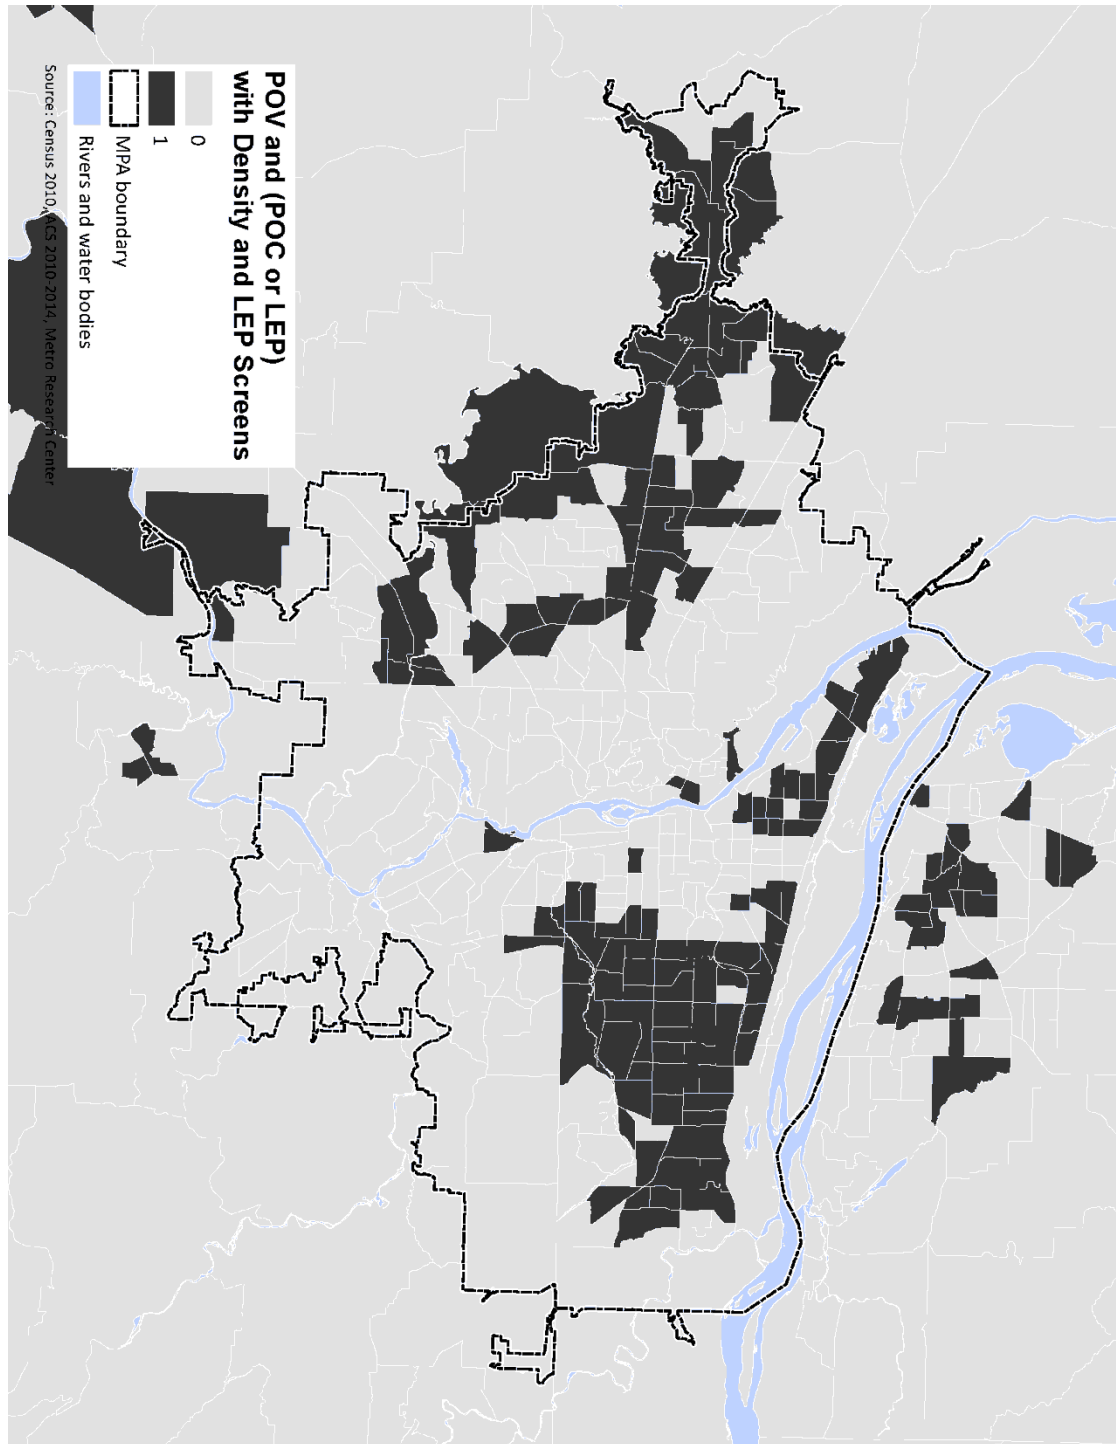 POV and (POC or LEP)
with Density and LEP Screens
0
1
MPA boundary
Rivers and water bodies
Source: Census 2010, ACS 2010-2014, Metro Research Center